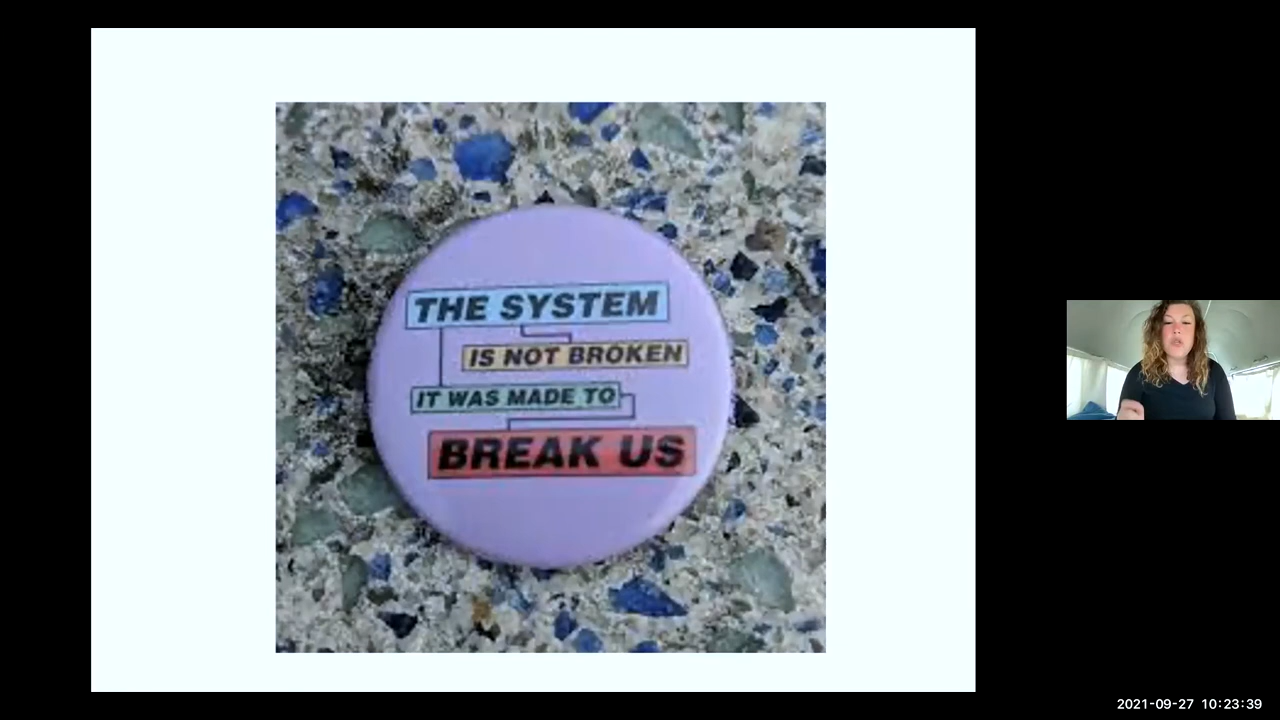 THE SYSTEM
IS NOT BROKEN
IT WAS MADE TO
BREAK US
2021-09-27 10:23:39